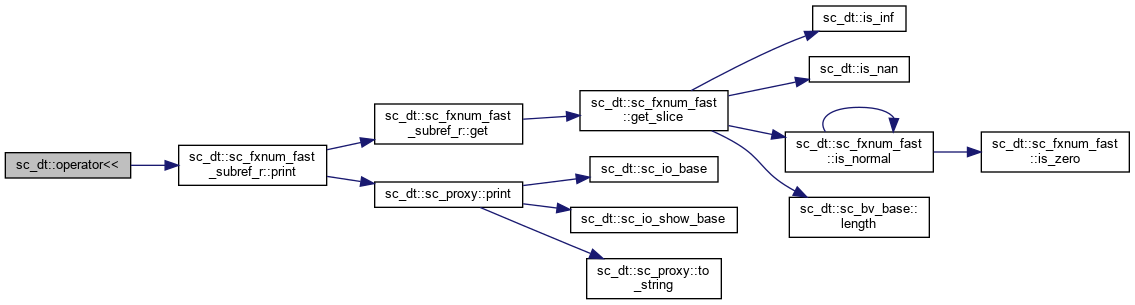 sc_dt::operator<<
sc_dt::sc_fxnum_fast
_subref_r::print
sc_dt::sc_fxnum_fast
_subref_r::get
sc_dt::sc_proxy::print
sc_dt::sc_fxnum_fast
::get_slice
sc_dt::sc_io_base
sc_dt::sc_io_show_base
sc_dt::sc_proxy::to
_string
sc_dt::is_inf
sc_dt::is_nan
sc_dt::sc_fxnum_fast
::is_normal
sc_dt::sc_bv_base::
length
sc_dt::sc_fxnum_fast
::is_zero